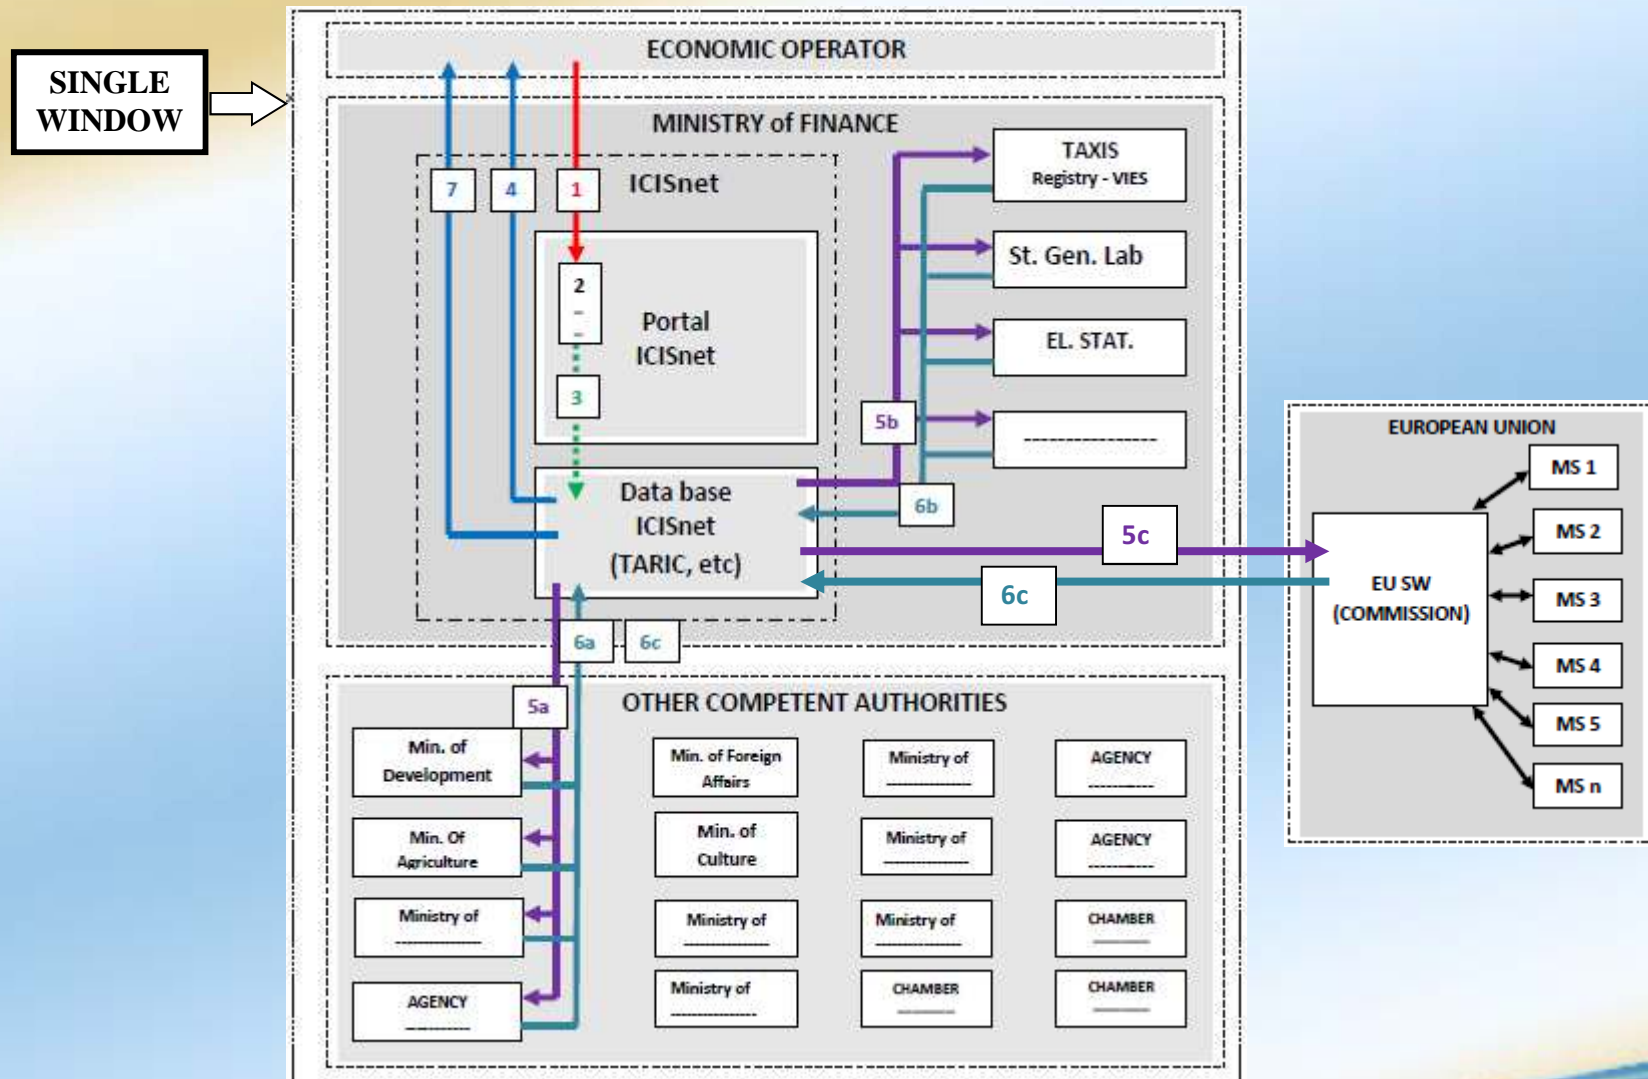 SINGLE
WINDOW
ECONOMIC OPERATOR
MINISTRY of FINANCE
ICISnet
7
4
1
2
–
–
Portal
ICISnet
3
Data base
ICISnet
(TARIC, etc)
TAXIS
Registry - VIES
St. Gen. Lab
EL. STAT.
-----------------
5b
6b
5c
6c
6a
6c
5a
EUROPEAN UNION
EU SW
(COMMISSION)
MS 1
MS 2
MS 3
MS 4
MS 5
MS n
OTHER COMPETENT AUTHORITIES
Min. of
Development
Min. of Foreign
Affairs
Ministry of
---------------
AGENCY
-----------
Min. Of
Agriculture
Min. of
Culture
Ministry of
---------------
AGENCY
-----------
Ministry of
---------------
Ministry of
---------------
Ministry of
---------------
CHAMBER
----------
AGENCY
-----------
Ministry of
---------------
CHAMBER
----------
CHAMBER
----------